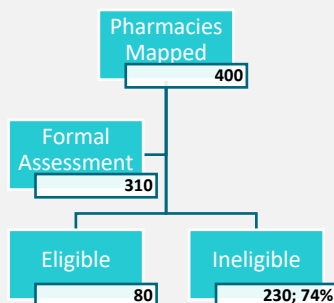 Pharmacies
Mapped
400
Formal
Assessment
310
Eligible
80
Ineligible
230; 74%